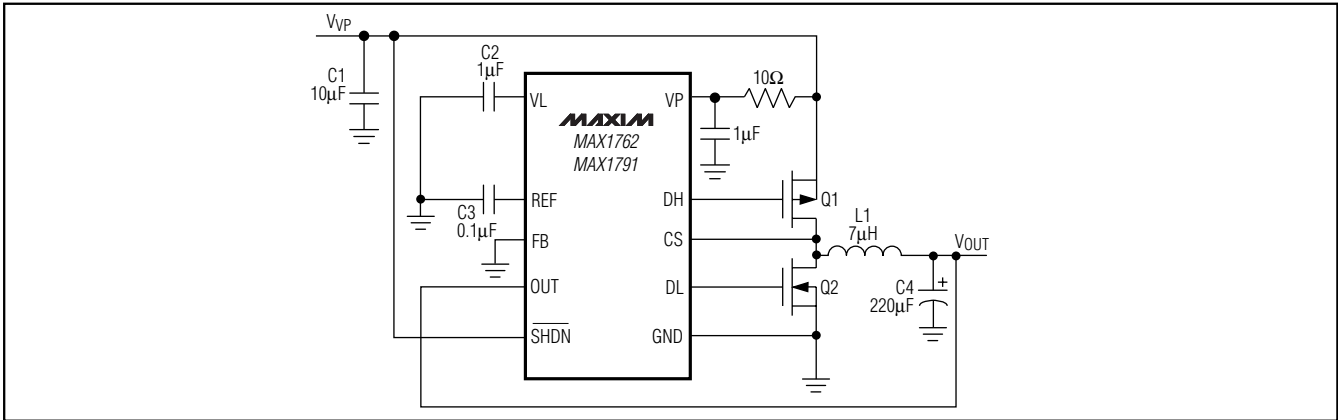 VVP
C1
10µF
C2
1µF
VL
C3
0.1µF
REF
FB
OUT
SHDN
MAXIM
MAX1762
MAX1791
VP
DH
CS
DL
GND
10Ω
1µF
Q1
Q2
L1
7µH
VOUT
C4
220µF
+